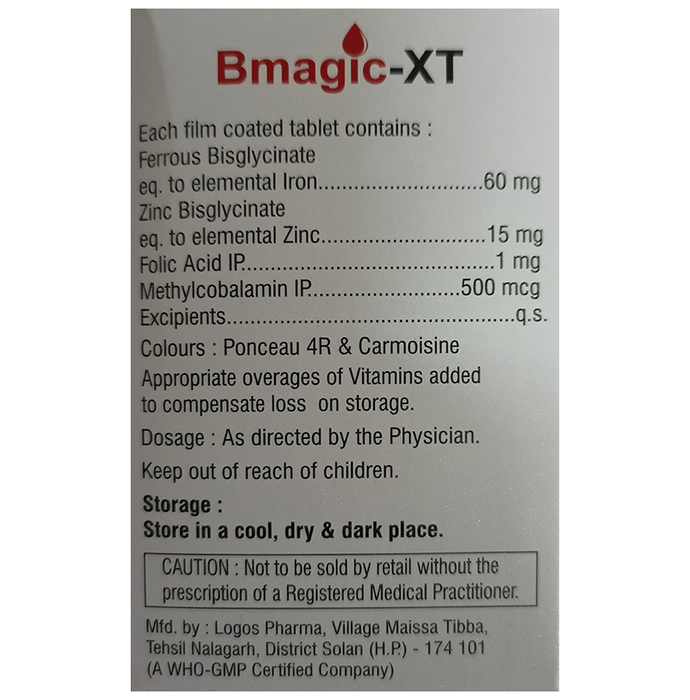 Bmagic-XT
Each film coated tablet contains :
Ferrous Bisglycinate
eq. to elemental Iron............................60 mg
Zinc Bisglycinate
eq. to elemental Zinc............................15 mg
Folic Acid IP...........................................1 mg
Methylcobalamin IP..........................500 mcg
Excipients.................................................q.s.
Colours : Ponceau 4R & Carmoisine
Appropriate overages of Vitamins added
to compensate loss on storage.
Dosage : As directed by the Physician.
Keep out of reach of children.
Storage :
Store in a cool, dry & dark place.
CAUTION : Not to be sold by retail without the
prescription of a Registered Medical Practitioner.
Mfd. by : Logos Pharma, Village Maissa Tibba,
Tehsil Nalagarh, District Solan (H.P.) - 174 101
(A WHO-GMP Certified Company)